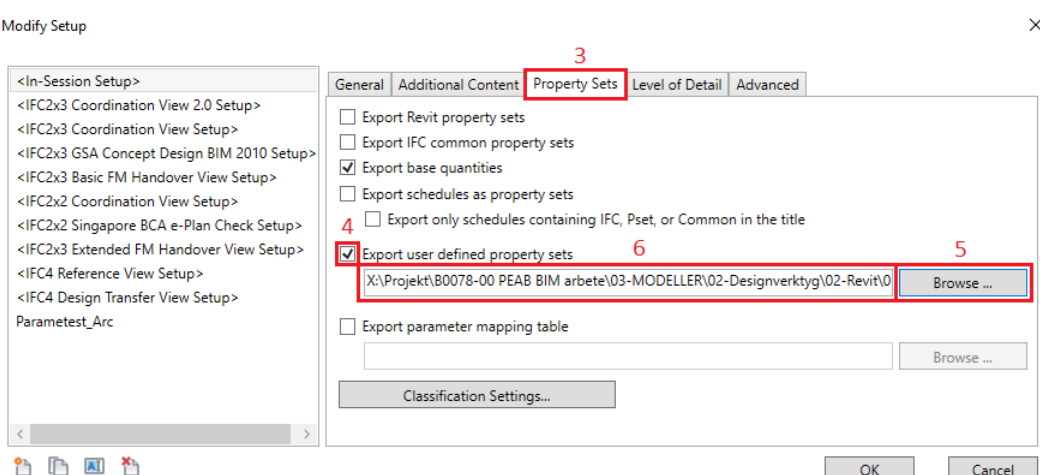 Modify Setup
3
<In-Session Setup>
<IFC2x3 Coordination View 2.0 Setup>
<IFC2x3 Coordination View Setup>
<IFC2x3 GSA Concept Design BIM 2010 Setup>
<IFC2x3 Basic FM Handover View Setup>
<IFC2x2 Coordination View Setup>
<IFC2x2 Singapore BCA e-Plan Check Setup>
<IFC2x3 Extended FM Handover View Setup>
<IFC4 Reference View Setup>
<IFC4 Design Transfer View Setup>
Parametest_Arc
General Additional Content Property Sets Level of Detail Advanced
Export Revit property sets
Export IFC common property sets
Export base quantities
Export schedules as property sets
Export only schedules containing IFC, Pset, or Common in the title
4
Export user defined property sets
6
5
X:\Projekt\B0078-00 PEAB BIM arbete\03-MODELLER\02-Designverktyg\02-Revit\0
Browse ...
Export parameter mapping table
Browse ...
Classification Settings...
OK
Cancel